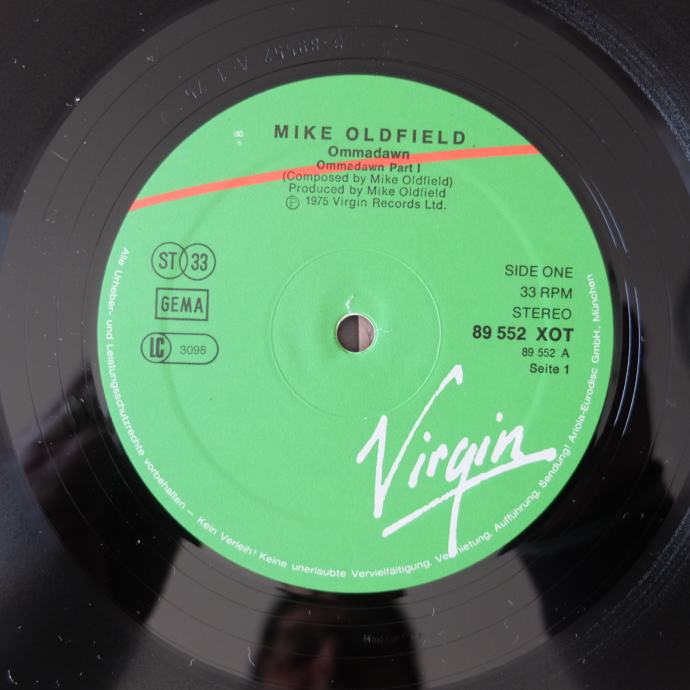 MIKE OLDFIELD
Ommadawn
Ommadawn Part I
(Composed by Mike Oldfield)
Produced by Mike Oldfield
℗ 1975 Virgin Records Ltd.
ST 33
GEMA
LC 3098
SIDE ONE
33 RPM
STEREO
89 552 XOT
89 552 A
Seite 1
Virgin
Alle Urheber- und Leistungsschutzrechte vorbehalten – Kein Verleih! Keine unerlaubte Vervielfältigung, Vermietung, Aufführung, Sendung! Ariola-Eurodisc GmbH, München